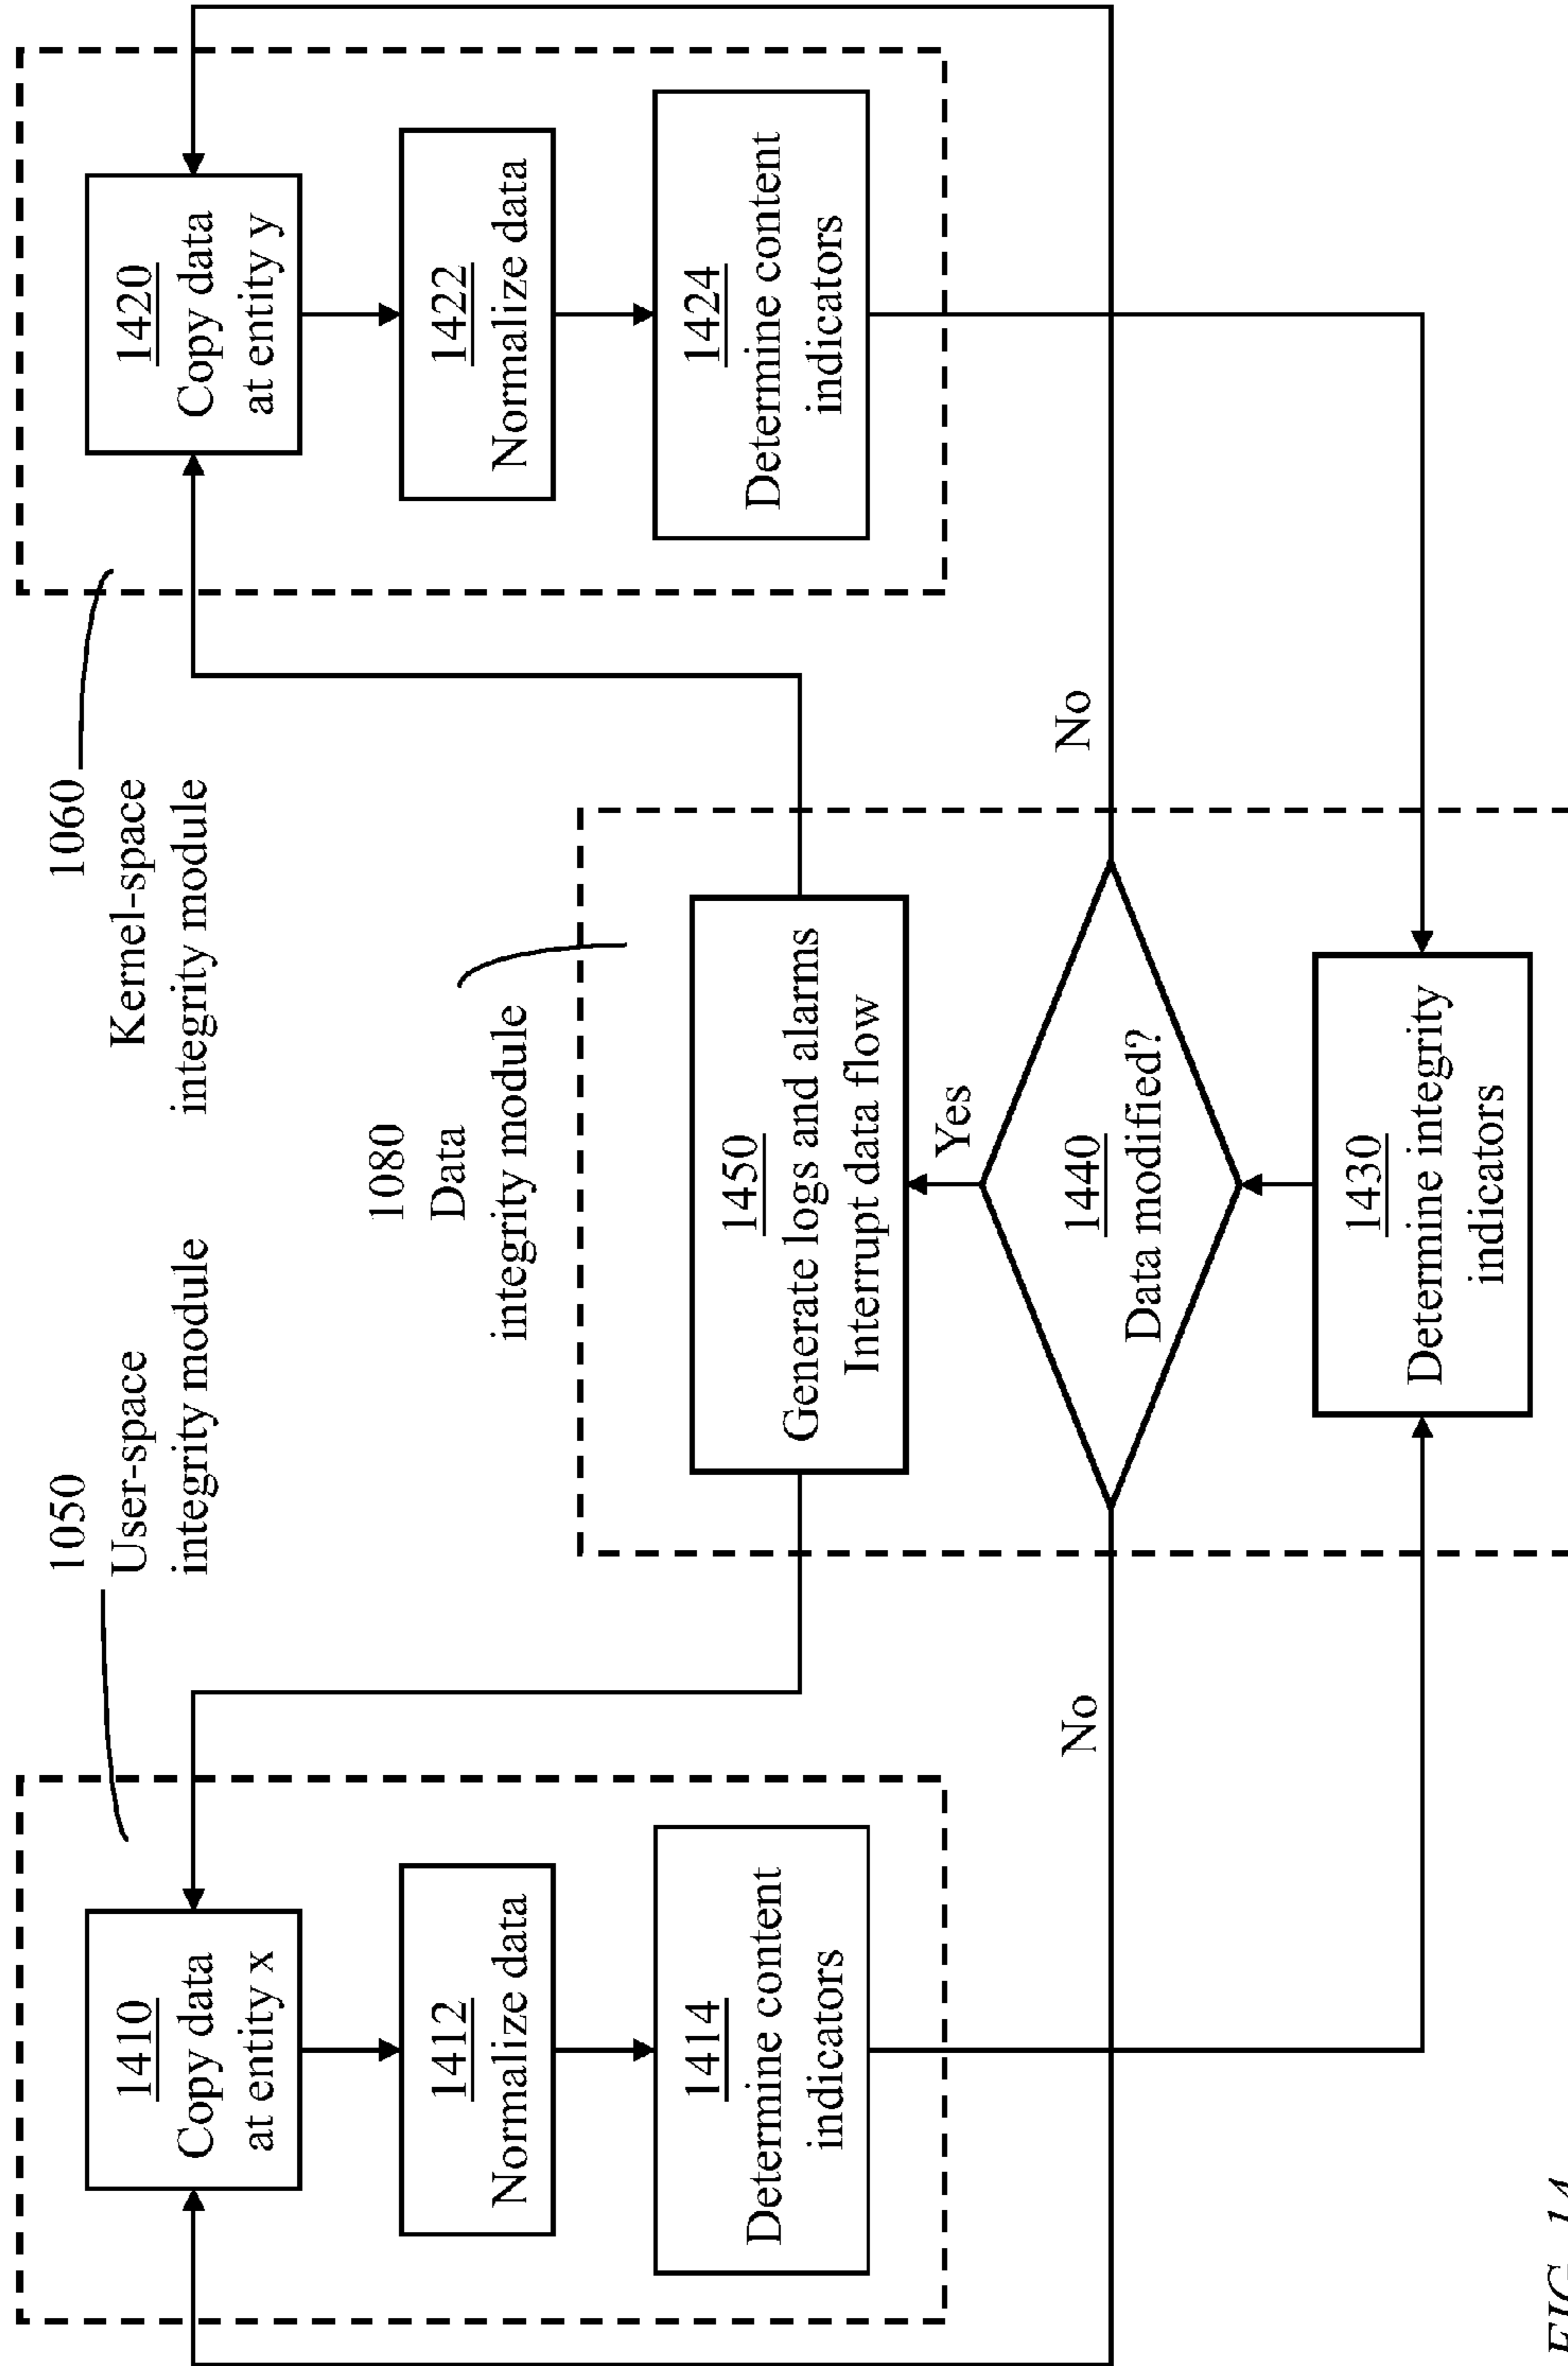 1050
User-space
integrity module
1060
Kernel-space
integrity module
1410
Copy data
at entity x
1420
Copy data
at entity y
1080
Data
integrity module
1412
Normalize data
1422
Normalize data
1414
Determine content
indicators
1424
Determine content
indicators
1450
Generate logs and alarms
Interrupt data flow
Yes
No
No
1440
Data modified?
1430
Determine integrity
indicators
FIG. 14